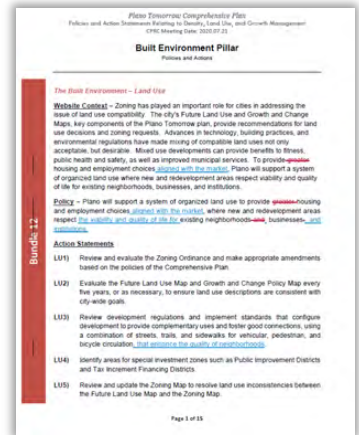 Plano Tomorrow Comprehensive Plan
Policies and Action Statements Relating to Density, Land Use, and Growth Management
CPRC Meeting Date: 2020.07.21
Built Environment Pillar
Policies and Actions
The Built Environment – Land Use
Website Context – Zoning has played an important role for cities in addressing the
issue of land use compatibility. The city's Future Land Use and Growth and Change
Maps, key components of the Plano Tomorrow plan, provide recommendations for land
use decisions and zoning requests. Advances in technology, building practices, and
environmental regulations have made mixing of compatible land uses not only
acceptable, but desirable. Mixed use developments can provide benefits to fitness,
public health and safety, as well as improved municipal services. To provide greater
housing and employment choices aligned with the market, Plano will support a system
of organized land use where new and redevelopment areas respect viability and quality
of life for existing neighborhoods, businesses, and institutions.
Policy – Plano will support a system of organized land use to provide greater housing
and employment choices aligned with the market, where new and redevelopment areas
respect the viability and quality of life for existing neighborhoods and, businesses, and
institutions.
Action Statements
LU1) Review and evaluate the Zoning Ordinance and make appropriate amendments
based on the policies of the Comprehensive Plan
LU2) Evaluate the Future Land Use Map and Growth and Change Policy Map every
five years, or as necessary, to ensure land use descriptions are consistent with
city-wide goals.
LU3) Review development regulations and implement standards that configure
development to provide complementary uses and foster good connections, using
a combination of streets, trails, and sidewalks for vehicular, pedestrian, and
bicycle circulation, that enhance the quality of neighborhoods.
LU4) Identify areas for special investment zones such as Public Improvement Districts
and Tax Increment Financing Districts.
LU5) Review and update the Zoning Map to resolve land use inconsistencies between
the Future Land Use Map and the Zoning Map.
Page 1 of 15
Bundle 12